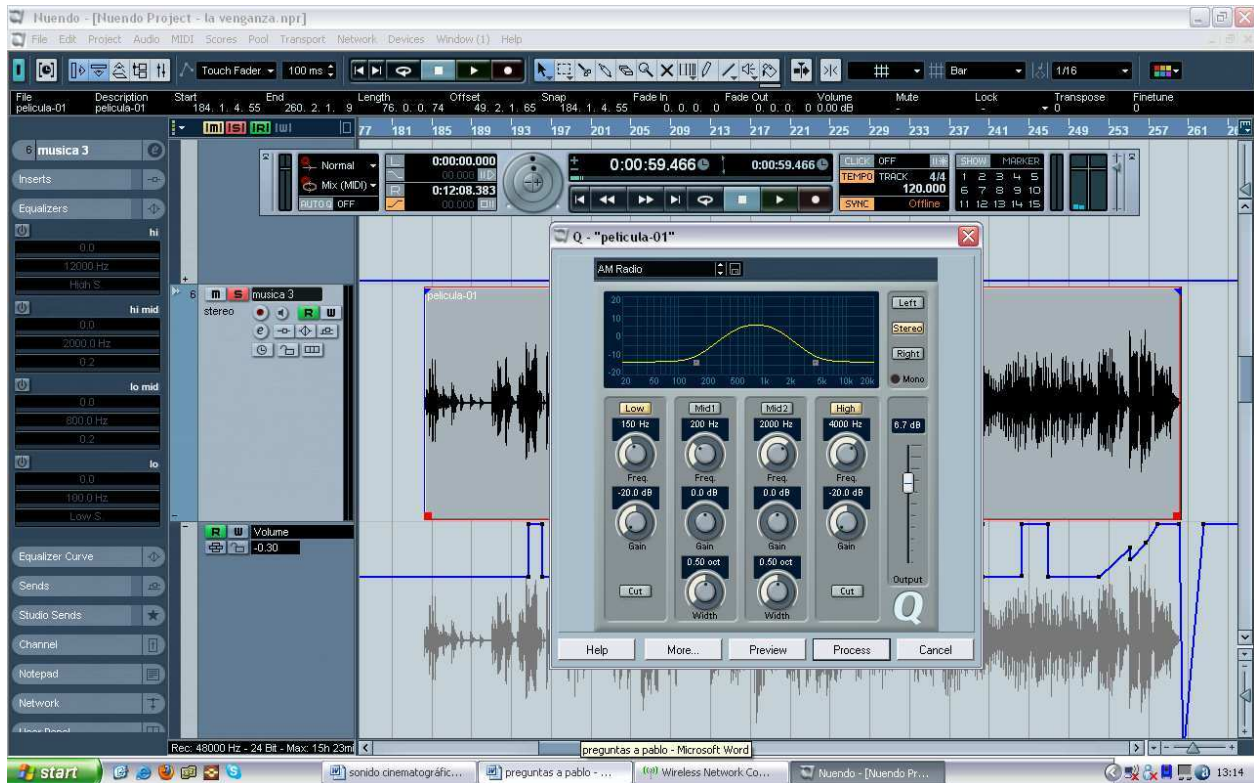 Nuendo - [Nuendo Project - la venganza.npr]
File Edit Project Audio MIDI Scores Pool Transport Network Devices Window (1) Help
Touch Fader 100 ms Bar 1/16
File Description Start End Length Offset Snap Fade In Fade Out Volume Mute Lock Transpose Finetune
pelicula-01 pelicula-01 184. 1. 4. 55 260. 2. 1. 9 76. 0. 0. 74 49. 2. 1. 65 184. 1. 4. 55 0. 0. 0. 0 0. 0. 0. 0 0.00 dB - - 0 0
77 181 185 189 193 197 201 205 209 213 217 221 225 229 233 237 241 245 249 253 257 261
6 musica 3
Inserts
Equalizers
hi
0.0
12000 Hz
High S
hi mid
0.0
2000.0 Hz
0.2
lo mid
0.0
600.0 Hz
0.2
lo
0.0
100.0 Hz
Low S
Equalizer Curve
Sends
Studio Sends
Channel
Notepad
Network
User Panel
Normal
Mix (MIDI)
AUTO Q OFF
L 0:00:00.000
00.000
R 0:12:08.383
00.000
0:00:59.466 0:00:59.466
CLICK OFF
TEMPO TRACK 4/4
120.000
SYNC Offline
SHOW MARKER
1 2 3 4 5
6 7 8 9 10
11 12 13 14 15
6 m S musica 3
stereo R W
R W Volume
-0.30
pelicula-01
Q - "pelicula-01"
AM Radio
20
10
0
-10
-20
20 50 100 200 500 1k 2k 5k 10k 20k
Left
Stereo
Right
Mono
Low Mid1 Mid2 High
150 Hz 200 Hz 2000 Hz 4000 Hz 6.7 dB
Freq. Freq. Freq. Freq.
-20.0 dB 0.0 dB 0.0 dB -20.0 dB
Gain Gain Gain Gain
0.50 oct 0.50 oct
Cut Cut
Width Width
Output
Q
Help More... Preview Process Cancel
Rec: 48000 Hz - 24 Bit - Max: 15h 23mi
preguntas a pablo - Microsoft Word
start sonido cinematográfic... preguntas a pablo - ... Wireless Network Co... Nuendo - [Nuendo Pr... 13:14